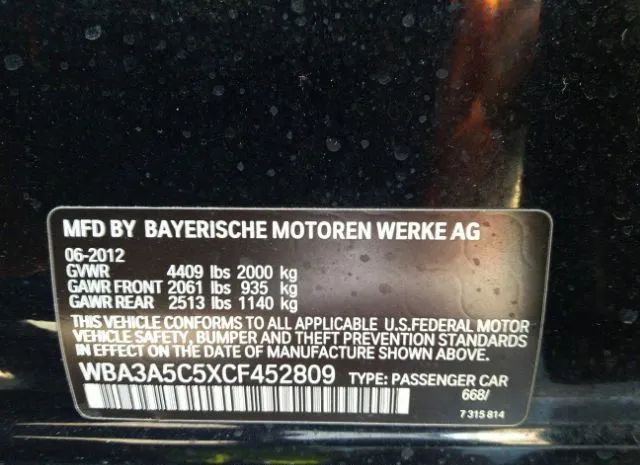 MFD BY BAYERISCHE MOTOREN WERKE AG
06-2012
GVWR 4409 lbs 2000 kg
GAWR FRONT 2061 lbs 935 kg
GAWR REAR 2513 lbs 1140 kg
THIS VEHICLE CONFORMS TO ALL APPLICABLE U.S.FEDERAL MOTOR
VEHICLE SAFETY, BUMPER AND THEFT PREVENTION STANDARDS
IN EFFECT ON THE DATE OF MANUFACTURE SHOWN ABOVE.
WBA3A5C5XCF452809 TYPE: PASSENGER CAR
668/
7 315 814